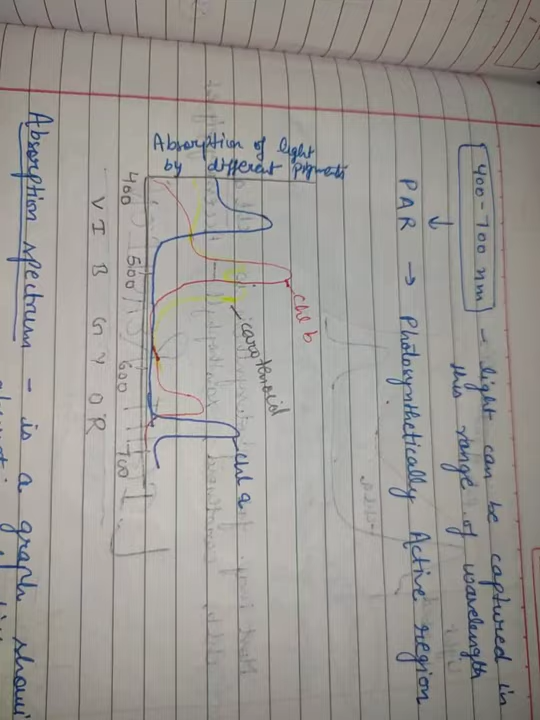 400-700 nm - light can be captured in
this range of wavelength
PAR → Photosynthetically Active region
chl b
carotenoid
chl a
Absorption of light
by different pigments
400 500 600 700
V I B G Y O R
Absorption spectrum - is a graph showi